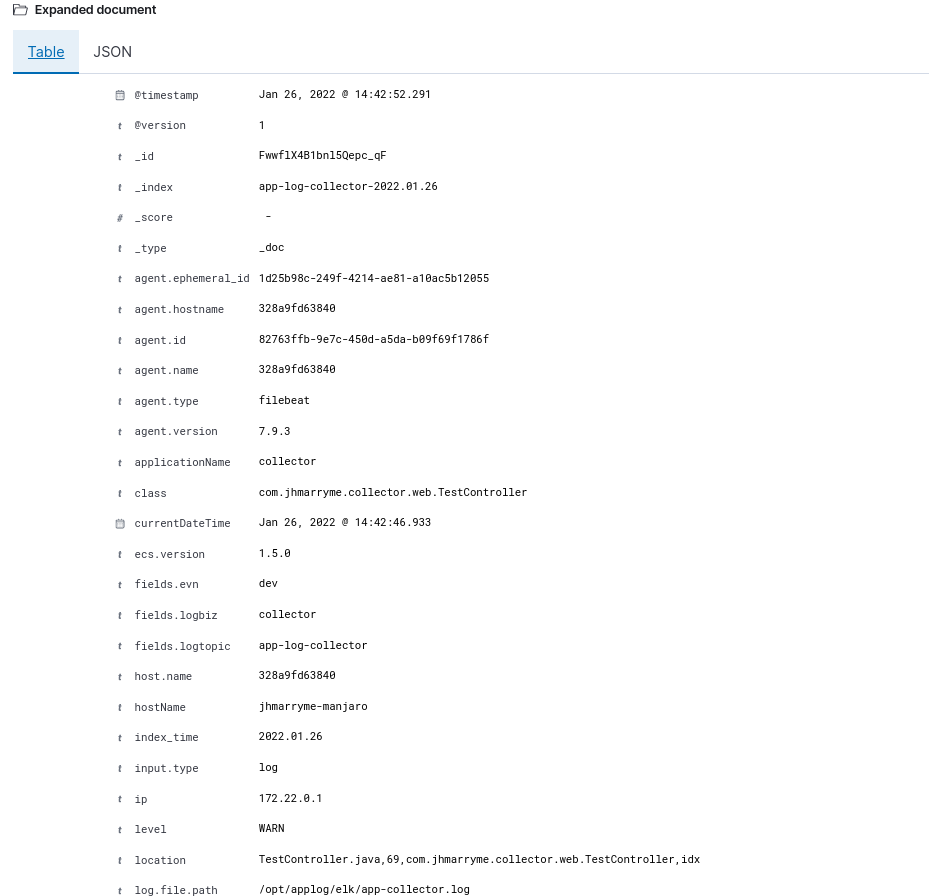 Expanded document
Table JSON
@timestamp Jan 26, 2022 @ 14:42:52.291
t @version 1
t _id FwwflX4B1bnl5Qepc_qF
t _index app-log-collector-2022.01.26
# _score -
t _type _doc
t agent.ephemeral_id 1d25b98c-249f-4214-ae81-a10ac5b12055
t agent.hostname 328a9fd63840
t agent.id 82763ffb-9e7c-450d-a5da-b09f69f1786f
t agent.name 328a9fd63840
t agent.type filebeat
t agent.version 7.9.3
t applicationName collector
t class com.jhmarryme.collector.web.TestController
currentDateTime Jan 26, 2022 @ 14:42:46.933
t ecs.version 1.5.0
t fields.evn dev
t fields.logbiz collector
t fields.logtopic app-log-collector
t host.name 328a9fd63840
t hostName jhmarryme-manjaro
t index_time 2022.01.26
t input.type log
t ip 172.22.0.1
t level WARN
t location TestController.java,69,com.jhmarryme.collector.web.TestController,idx
t log.file.path /opt/applog/elk/app-collector.log